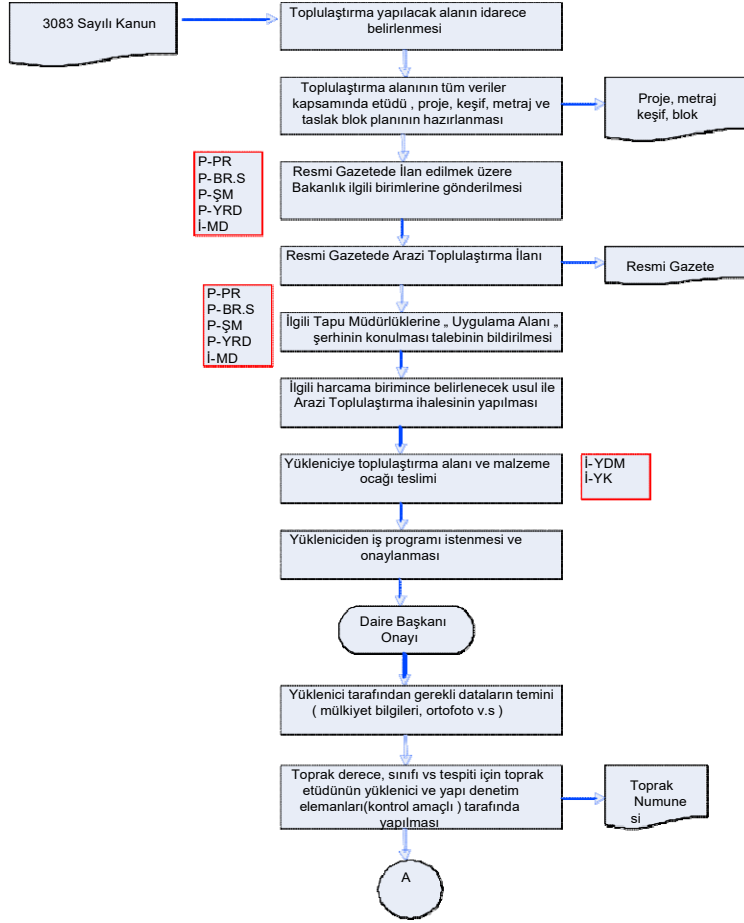 3083 Sayılı Kanun
Toplulaştırma yapılacak alanın idarece
belirlenmesi
Toplulaştırma alanının tüm veriler
kapsamında etüdü , proje, keşif, metraj ve
taslak blok planının hazırlanması
Proje, metraj
keşif, blok
P-PR
P-BR.S
P-ŞM
P-YRD
İ-MD
Resmi Gazetede İlan edilmek üzere
Bakanlık ilgili birimlerine gönderilmesi
Resmi Gazetede Arazi Toplulaştırma İlanı
Resmi Gazete
P-PR
P-BR.S
P-ŞM
P-YRD
İ-MD
İlgili Tapu Müdürlüklerine „ Uygulama Alanı „
şerhinin konulması talebinin bildirilmesi
İlgili harcama birimince belirlenecek usul ile
Arazi Toplulaştırma ihalesinin yapılması
Yükleniciye toplulaştırma alanı ve malzeme
ocağı teslimi
İ-YDM
İ-YK
Yükleniciden iş programı istenmesi ve
onaylanması
Daire Başkanı
Onayı
Yüklenici tarafından gerekli dataların temini
( mülkiyet bilgileri, ortofoto v.s )
Toprak derece, sınıfı vs tespiti için toprak
etüdünün yüklenici ve yapı denetim
elemanları(kontrol amaçlı ) tarafında
yapılması
Toprak
Numune
si
A